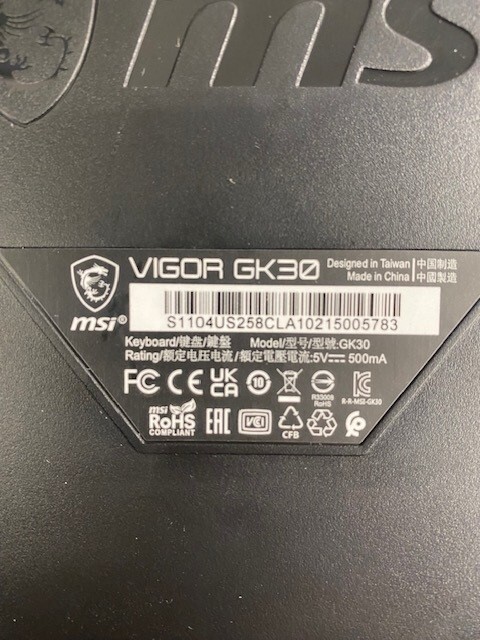 ms
VIGOR GK30
Designed in Taiwan | 中国制造
Made in China | 中國製造
msi®
S1104US258CLA10215005783
Keyboard/键盘/鍵盤 Model/型号/型號:GK30
Rating/额定电压电流/額定電壓電流:5V⎓500mA
FC CE UK CA 10 R33009 RoHS R-R-MSI-GK30
msi RoHS COMPLIANT EAC VCI CFB